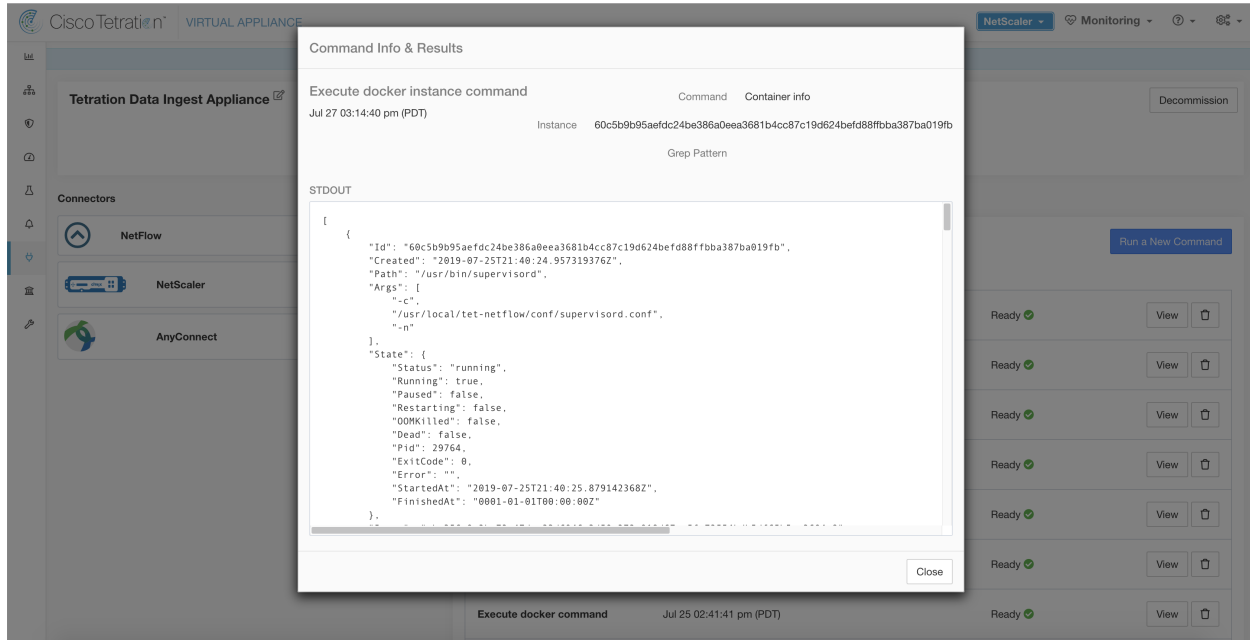 Cisco Tetration™
VIRTUAL APPLIANCE
NetScaler
Monitoring
Tetration Data Ingest Appliance
Decommission
Connectors
NetFlow
NetScaler
AnyConnect
Command Info & Results
Execute docker instance command
Jul 27 03:14:40 pm (PDT)
Command Container info
Instance 60c5b9b95aefdc24be386a0eea3681b4cc87c19d624befd88ffbba387ba019fb
Grep Pattern
STDOUT
[
{
"Id": "60c5b9b95aefdc24be386a0eea3681b4cc87c19d624befd88ffbba387ba019fb",
"Created": "2019-07-25T21:40:24.957319376Z",
"Path": "/usr/bin/supervisord",
"Args": [
"-c",
"/usr/local/tet-netflow/conf/supervisord.conf",
"-n"
],
"State": {
"Status": "running",
"Running": true,
"Paused": false,
"Restarting": false,
"OOMKilled": false,
"Dead": false,
"Pid": 29764,
"ExitCode": 0,
"Error": "",
"StartedAt": "2019-07-25T21:40:25.879142368Z",
"FinishedAt": "0001-01-01T00:00:00Z"
},
Close
Run a New Command
Ready View
Ready View
Ready View
Ready View
Ready View
Ready View
Execute docker command Jul 25 02:41:41 pm (PDT) Ready View